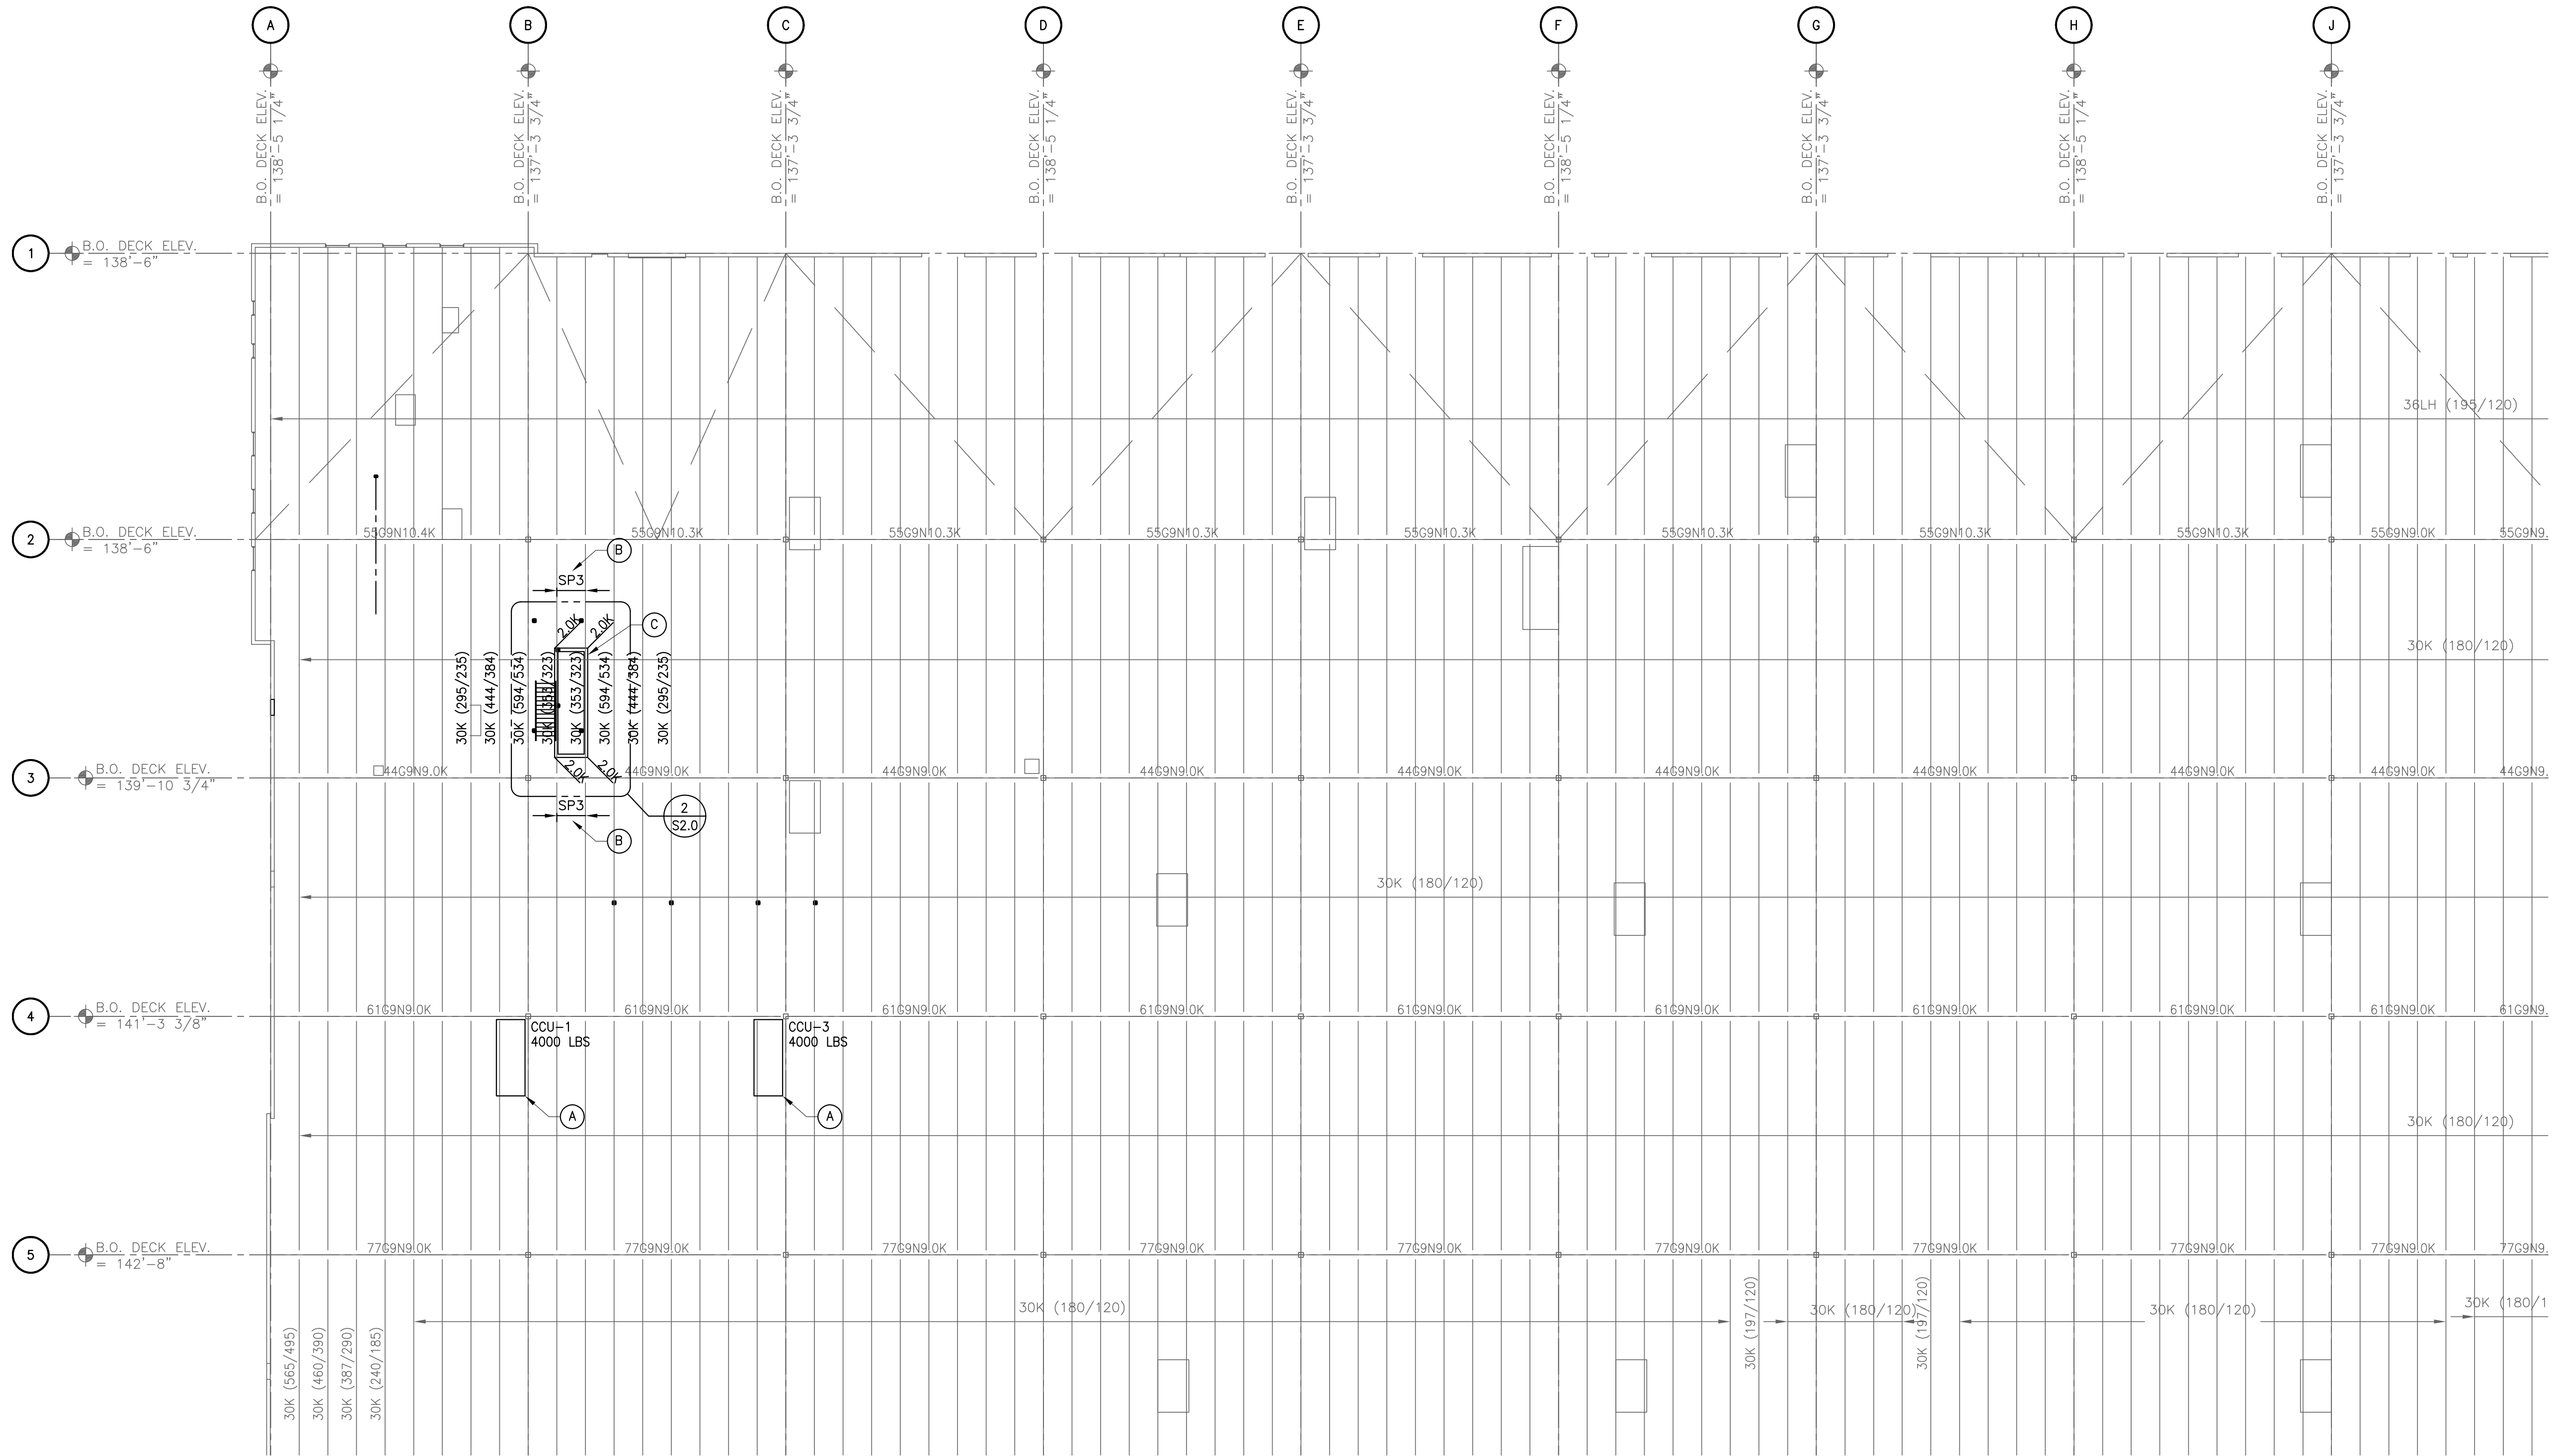 A
B
C
D
E
F
G
H
J
B.O. DECK ELEV.
= 138'-5 1/4"
B.O. DECK ELEV.
= 137'-3 3/4"
B.O. DECK ELEV.
= 137'-3 3/4"
B.O. DECK ELEV.
= 138'-5 1/4"
B.O. DECK ELEV.
= 137'-3 3/4"
B.O. DECK ELEV.
= 138'-5 1/4"
B.O. DECK ELEV.
= 137'-3 3/4"
B.O. DECK ELEV.
= 138'-5 1/4"
B.O. DECK ELEV.
= 137'-3 3/4"
1
B.O. DECK ELEV.
= 138'-6"
36LH (195/120)
2
B.O. DECK ELEV.
= 138'-6"
55G9N10.4K
55G9N10.3K
55G9N10.3K
55G9N10.3K
55G9N10.3K
55G9N10.3K
55G9N10.3K
55G9N10.3K
55G9N9.0K
55G9N9.
B
SP3
2.0K
2.0K
C
30K (180/120)
30K (295/235)
30K (444/384)
30K (594/534)
30K (353/323)
30K (353/323)
30K (594/534)
30K (444/384)
30K (295/235)
3
B.O. DECK ELEV.
= 139'-10 3/4"
44G9N9.0K
2.0K
2.0K
44G9N9.0K
44G9N9.0K
44G9N9.0K
44G9N9.0K
44G9N9.0K
44G9N9.0K
44G9N9.0K
44G9N9.0K
44G9N9.
SP3
2
S2.0
B
30K (180/120)
4
B.O. DECK ELEV.
= 141'-3 3/8"
61G9N9.0K
61G9N9.0K
61G9N9.0K
61G9N9.0K
61G9N9.0K
61G9N9.0K
61G9N9.0K
61G9N9.0K
61G9N9.0K
61G9N9.
CCU-1
4000 LBS
CCU-3
4000 LBS
A
A
30K (180/120)
5
B.O. DECK ELEV.
= 142'-8"
77G9N9.0K
77G9N9.0K
77G9N9.0K
77G9N9.0K
77G9N9.0K
77G9N9.0K
77G9N9.0K
77G9N9.0K
77G9N9.0K
77G9N9.
30K (565/495)
30K (460/390)
30K (387/290)
30K (240/185)
30K (180/120)
30K (197/120)
30K (180/120)
30K (197/120)
30K (180/120)
30K (180/1